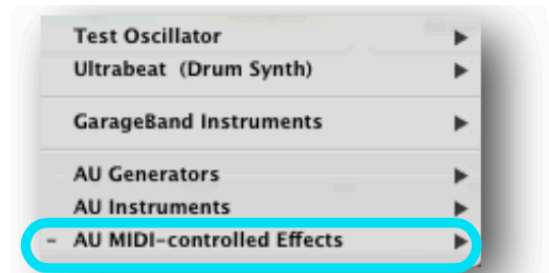 Test Oscillator
Ultrabeat (Drum Synth)
GarageBand Instruments
AU Generators
AU Instruments
- AU MIDI-controlled Effects